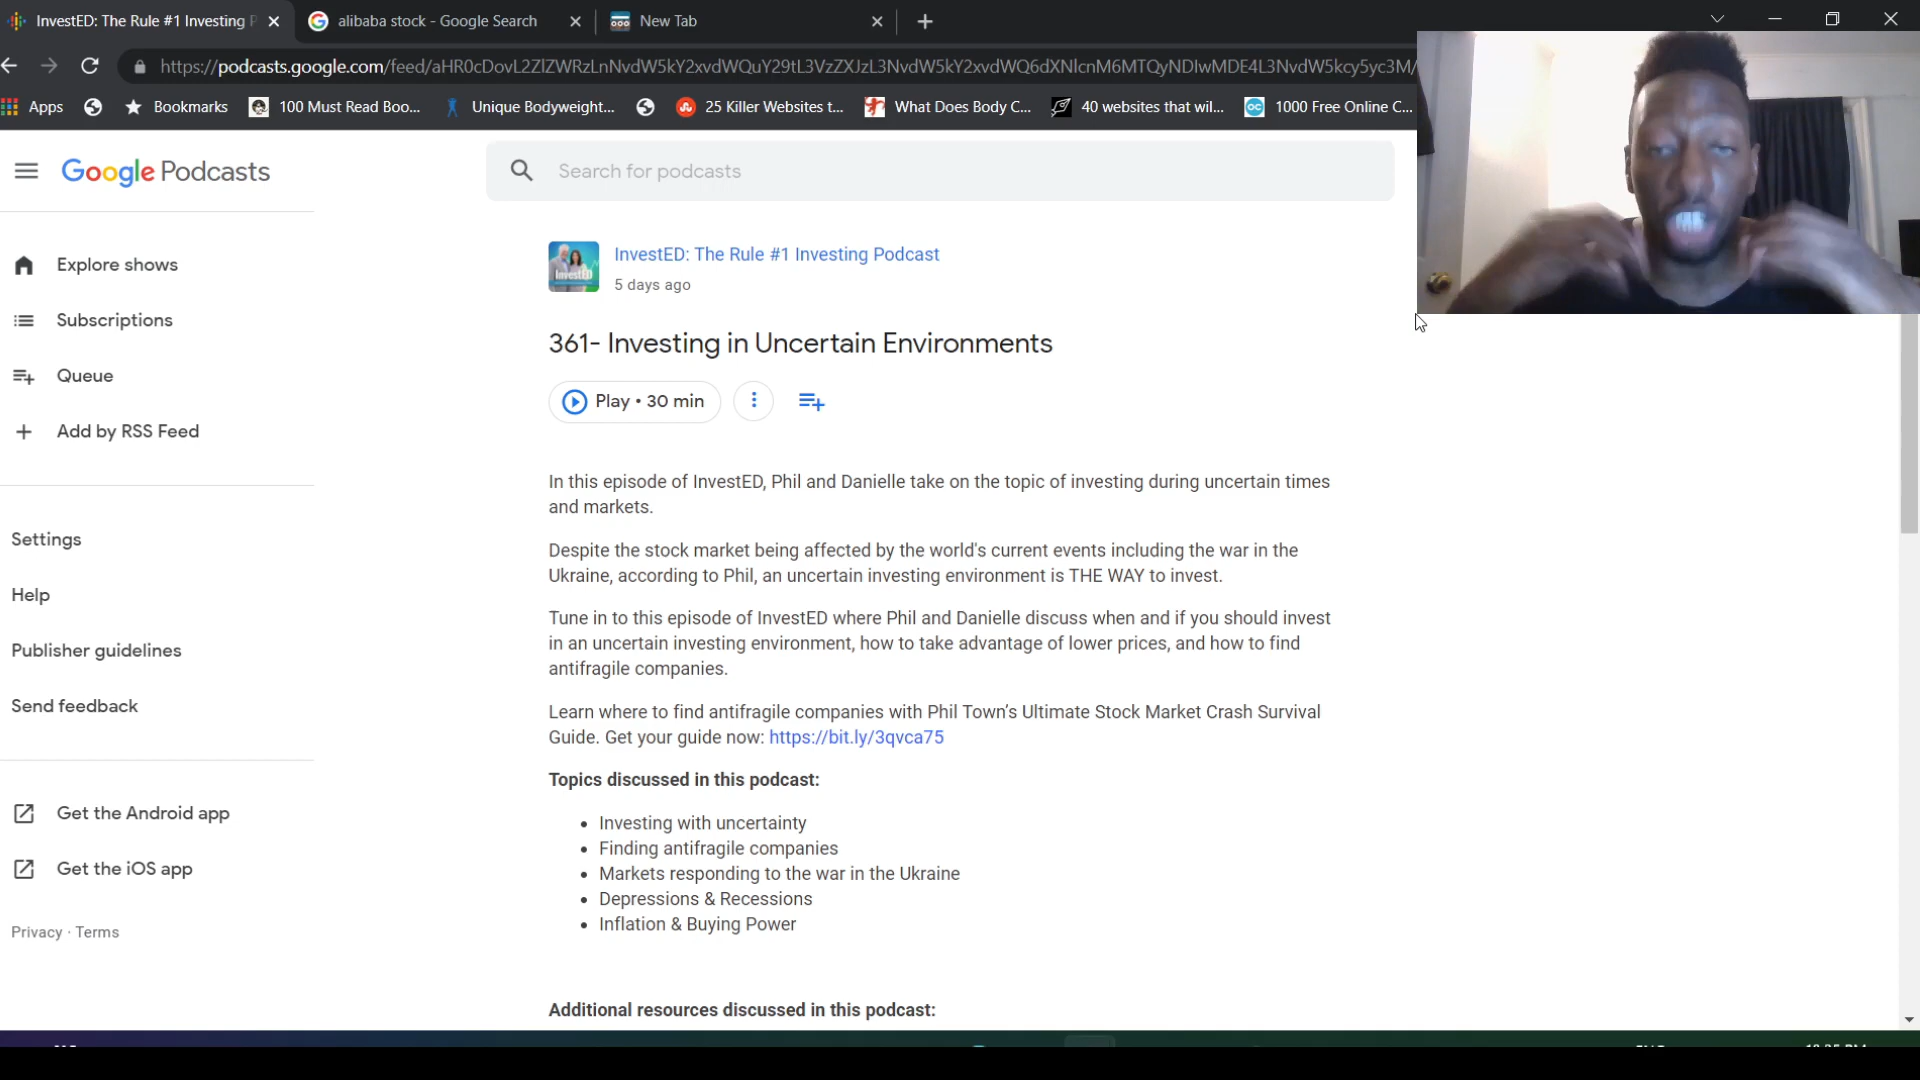 InvestED: The Rule #1 Investing P
alibaba stock - Google Search
New Tab
https://podcasts.google.com/feed/
Apps
Bookmarks
100 Must Read Boo...
Unique Bodyweight...
25 Killer Websites t...
What Does Body C...
40 websites that wil...
1000 Free Online C...
Google Podcasts
Search for podcasts
Explore shows
Subscriptions
Queue
Add by RSS Feed
Settings
Help
Publisher guidelines
Send feedback
Get the Android app
Get the iOS app
Privacy · Terms
InvestED
InvestED: The Rule #1 Investing Podcast
5 days ago
361- Investing in Uncertain Environments
Play • 30 min
In this episode of InvestED, Phil and Danielle take on the topic of investing during uncertain times
and markets.
Despite the stock market being affected by the world's current events including the war in the
Ukraine, according to Phil, an uncertain investing environment is THE WAY to invest.
Tune in to this episode of InvestED where Phil and Danielle discuss when and if you should invest
in an uncertain investing environment, how to take advantage of lower prices, and how to find
antifragile companies.
Learn where to find antifragile companies with Phil Town’s Ultimate Stock Market Crash Survival
Guide. Get your guide now: https://bit.ly/3qvca75
Topics discussed in this podcast:
• Investing with uncertainty
• Finding antifragile companies
• Markets responding to the war in the Ukraine
• Depressions & Recessions
• Inflation & Buying Power
Additional resources discussed in this podcast: